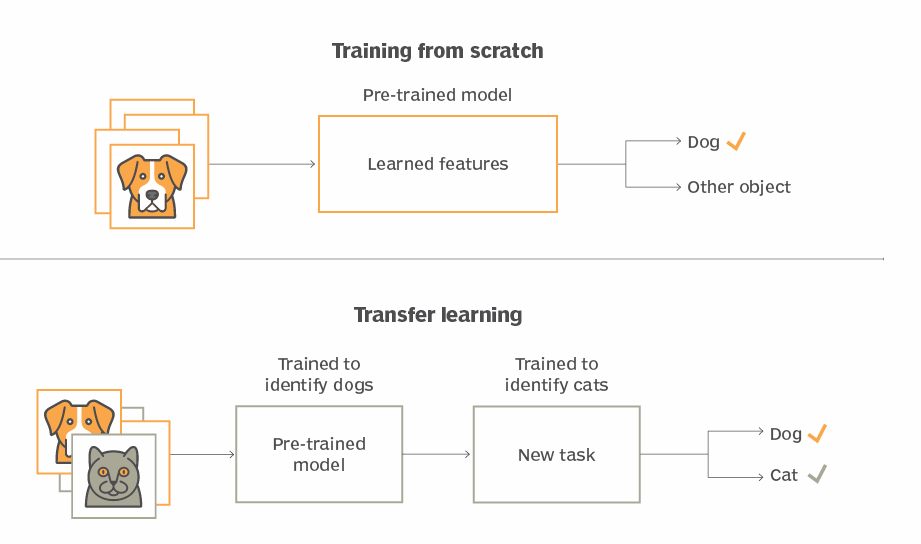 Training from scratch
Pre-trained model
Learned features
Dog
Other object
Transfer learning
Trained to
identify dogs
Trained to
identify cats
Pre-trained
model
New task
Dog
Cat